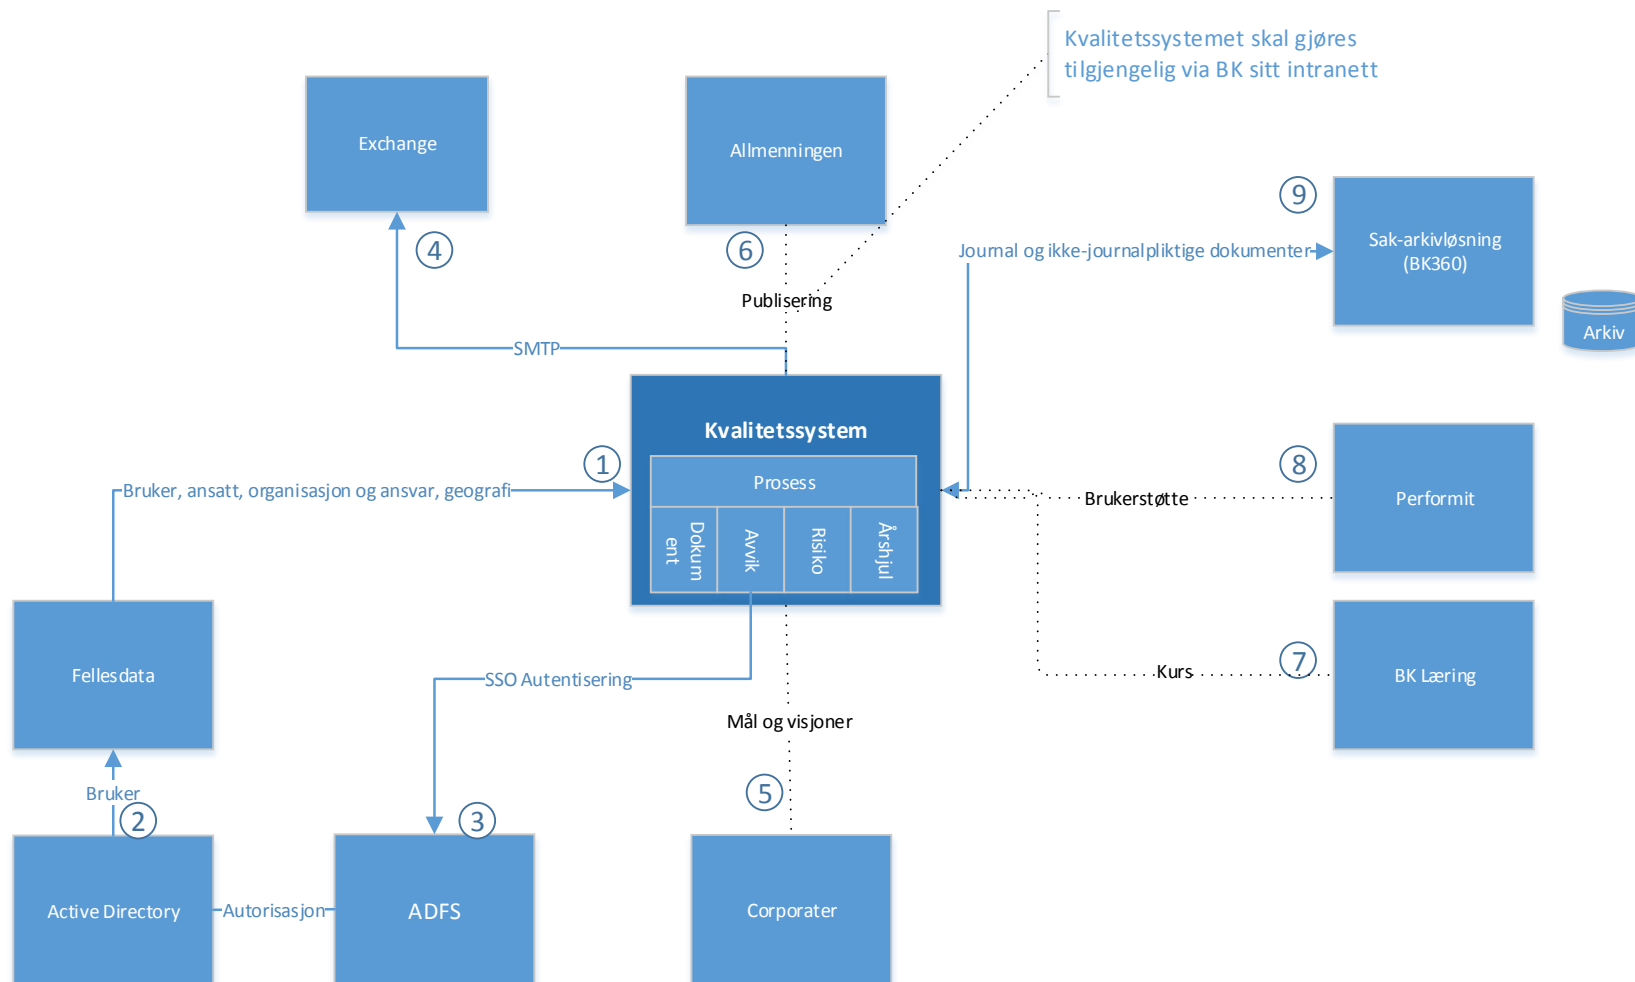 Kvalitetssystemet skal gjøres
tilgjengelig via BK sitt intranett
Exchange
Allmenningen
4
6
9
Sak-arkivløsning
(BK360)
Journal og ikke-journalpliktige dokumenter
Arkiv
Publisering
SMTP
Kvalitetssystem
1
Prosess
Dokum
ent
Avvik
Risiko
Årshjul
Bruker, ansatt, organisasjon og ansvar, geografi
8
Brukerstøtte
Performit
Fellesdata
SSO Autentisering
7
Kurs
BK Læring
Mål og visjoner
Bruker
2
3
5
Active Directory
Autorisasjon
ADFS
Corporater